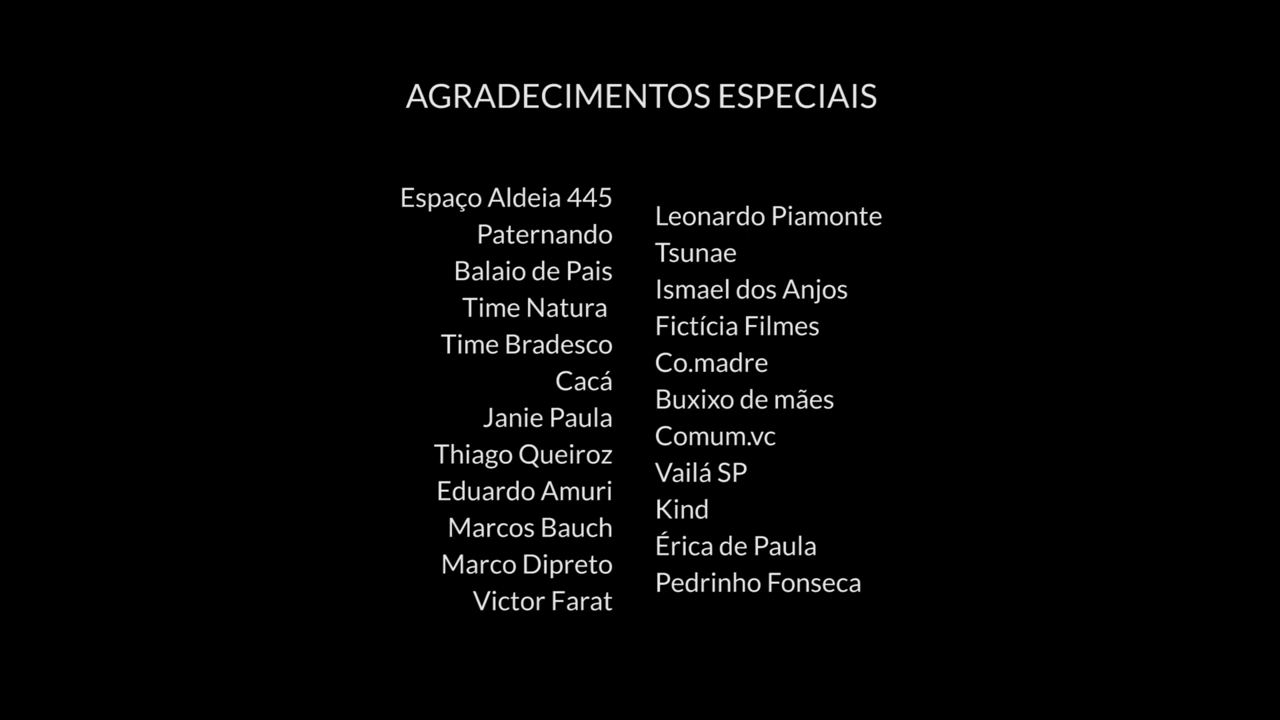 AGRADECIMENTOS ESPECIAIS
Espaço Aldeia 445
Paternando
Balaio de Pais
Time Natura
Time Bradesco
Cacá
Janie Paula
Thiago Queiroz
Eduardo Amuri
Marcos Bauch
Marco Dipreto
Victor Farat
Leonardo Piamonte
Tsunae
Ismael dos Anjos
Fictícia Filmes
Co.madre
Buxixo de mães
Comum.vc
Vailá SP
Kind
Érica de Paula
Pedrinho Fonseca